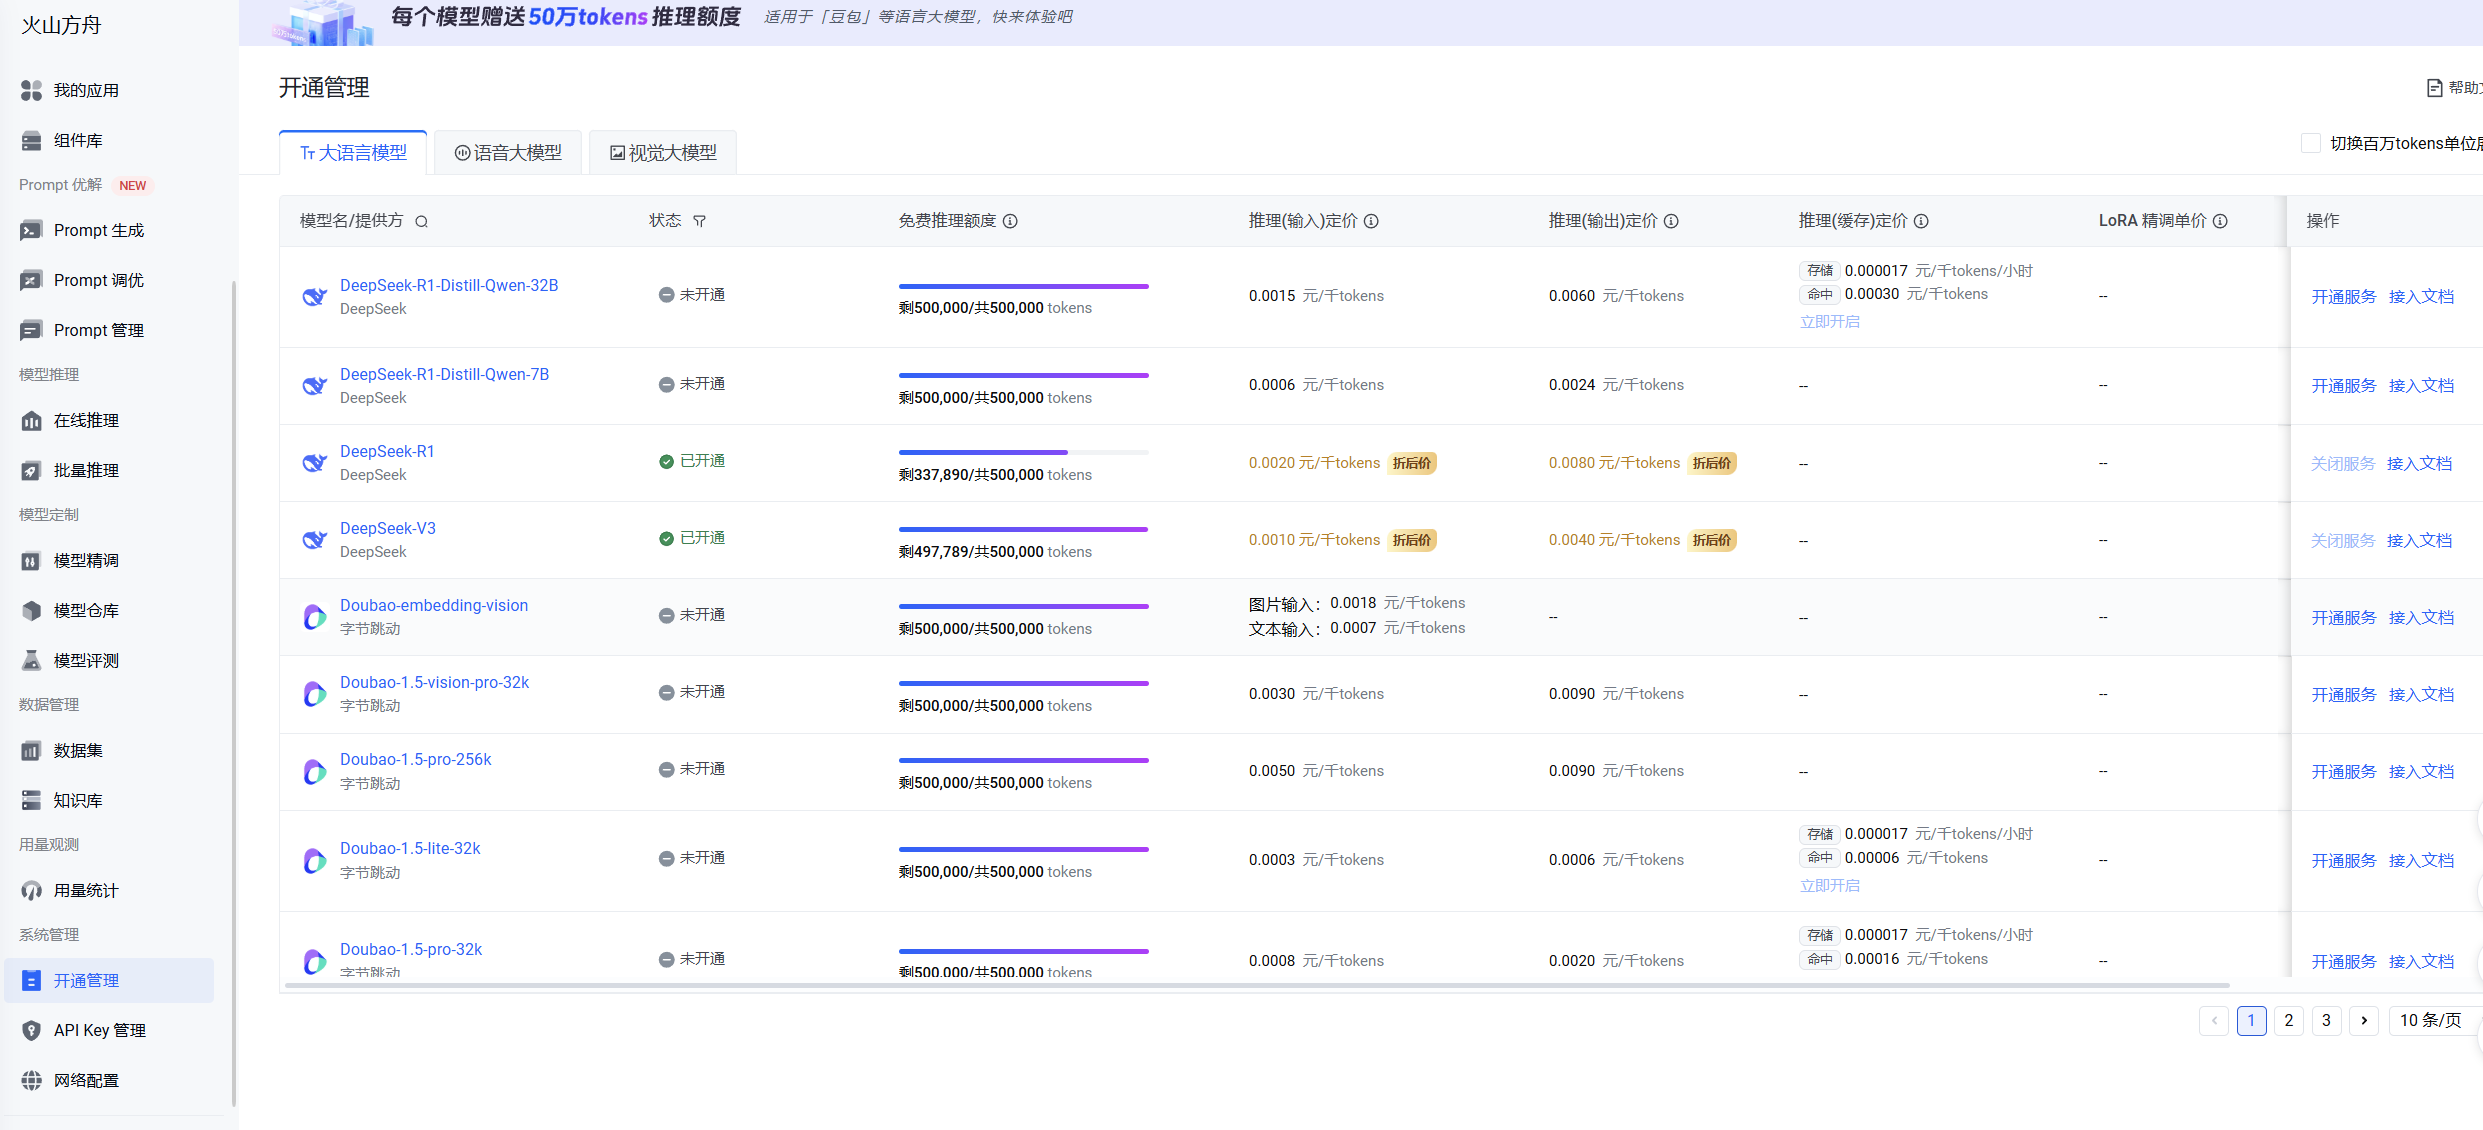 火山方舟
每个模型赠送50万tokens推理额度 适用于「豆包」等语言大模型，快来体验吧
我的应用
组件库
Prompt 优解 NEW
Prompt 生成
Prompt 调优
Prompt 管理
模型推理
在线推理
批量推理
模型定制
模型精调
模型仓库
模型评测
数据管理
数据集
知识库
用量观测
用量统计
系统管理
开通管理
API Key 管理
网络配置
开通管理
帮助
大语言模型 语音大模型 视觉大模型
切换百万tokens单位
模型名/提供方 状态 免费推理额度 推理(输入)定价 推理(输出)定价 推理(缓存)定价 LoRA 精调单价 操作
DeepSeek-R1-Distill-Qwen-32B
DeepSeek
未开通
剩500,000/共500,000 tokens
0.0015 元/千tokens
0.0060 元/千tokens
存储 0.000017 元/千tokens/小时
命中 0.00030 元/千tokens
立即开启
--
开通服务 接入文档
DeepSeek-R1-Distill-Qwen-7B
DeepSeek
未开通
剩500,000/共500,000 tokens
0.0006 元/千tokens
0.0024 元/千tokens
--
--
开通服务 接入文档
DeepSeek-R1
DeepSeek
已开通
剩337,890/共500,000 tokens
0.0020 元/千tokens 折后价
0.0080 元/千tokens 折后价
--
--
关闭服务 接入文档
DeepSeek-V3
DeepSeek
已开通
剩497,789/共500,000 tokens
0.0010 元/千tokens 折后价
0.0040 元/千tokens 折后价
--
--
关闭服务 接入文档
Doubao-embedding-vision
字节跳动
未开通
剩500,000/共500,000 tokens
图片输入： 0.0018 元/千tokens
文本输入： 0.0007 元/千tokens
--
--
--
开通服务 接入文档
Doubao-1.5-vision-pro-32k
字节跳动
未开通
剩500,000/共500,000 tokens
0.0030 元/千tokens
0.0090 元/千tokens
--
--
开通服务 接入文档
Doubao-1.5-pro-256k
字节跳动
未开通
剩500,000/共500,000 tokens
0.0050 元/千tokens
0.0090 元/千tokens
--
--
开通服务 接入文档
Doubao-1.5-lite-32k
字节跳动
未开通
剩500,000/共500,000 tokens
0.0003 元/千tokens
0.0006 元/千tokens
存储 0.000017 元/千tokens/小时
命中 0.00006 元/千tokens
立即开启
--
开通服务 接入文档
Doubao-1.5-pro-32k
字节跳动
未开通
剩500,000/共500,000 tokens
0.0008 元/千tokens
0.0020 元/千tokens
存储 0.000017 元/千tokens/小时
命中 0.00016 元/千tokens
--
开通服务 接入文档
1 2 3 10 条/页